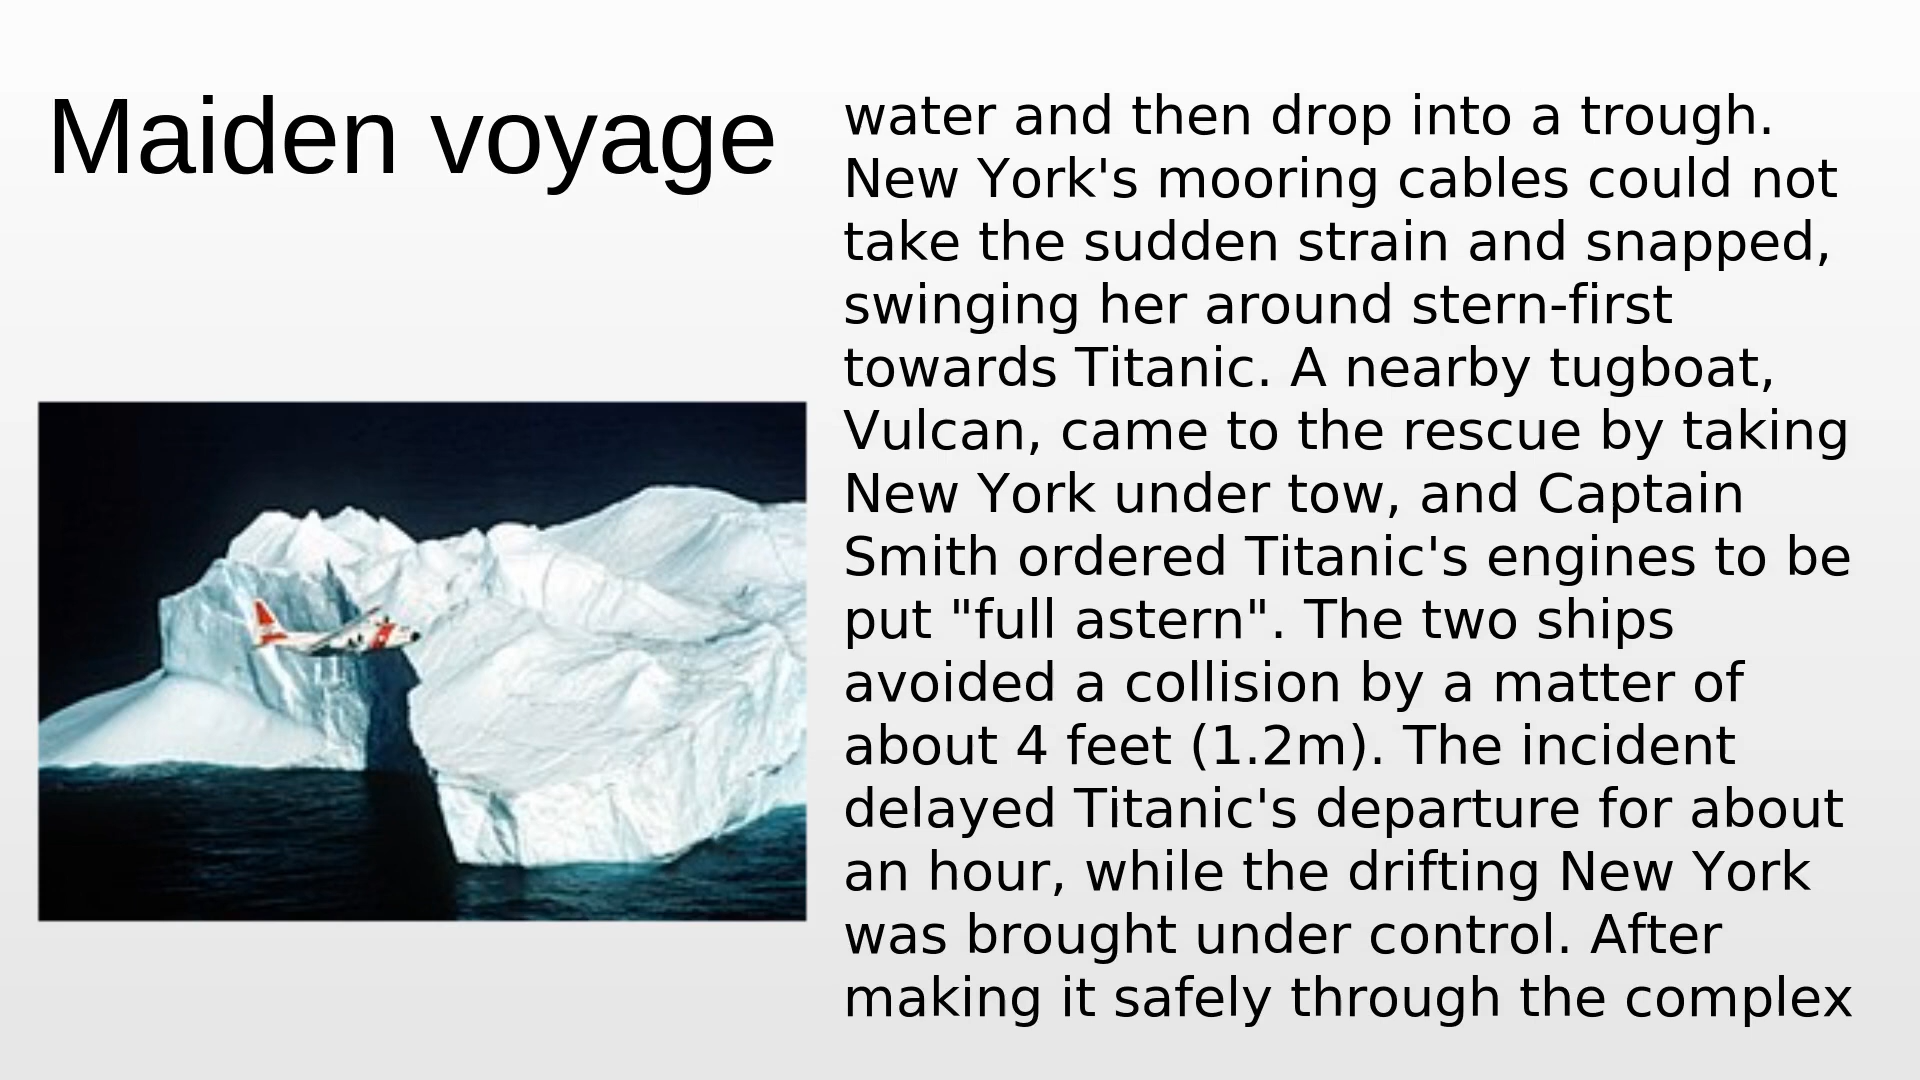 Maiden voyage
water and then drop into a trough.
New York's mooring cables could not
take the sudden strain and snapped,
swinging her around stern-first
towards Titanic. A nearby tugboat,
Vulcan, came to the rescue by taking
New York under tow, and Captain
Smith ordered Titanic's engines to be
put "full astern". The two ships
avoided a collision by a matter of
about 4 feet (1.2m). The incident
delayed Titanic's departure for about
an hour, while the drifting New York
was brought under control. After
making it safely through the complex